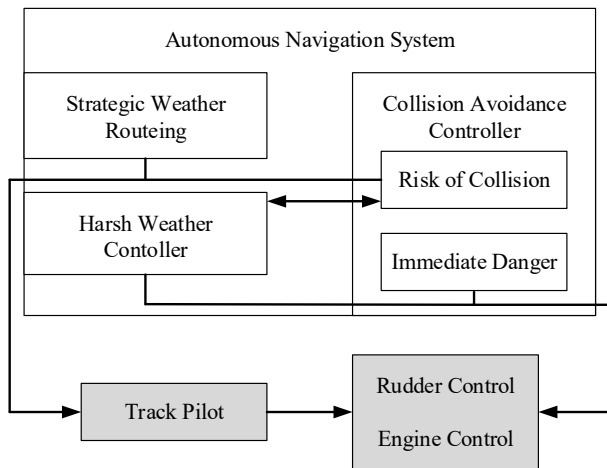 Autonomous Navigation System
Strategic Weather
Routeing
Collision Avoidance
Controller
Risk of Collision
Harsh Weather
Contoller
Immediate Danger
Track Pilot
Rudder Control
Engine Control